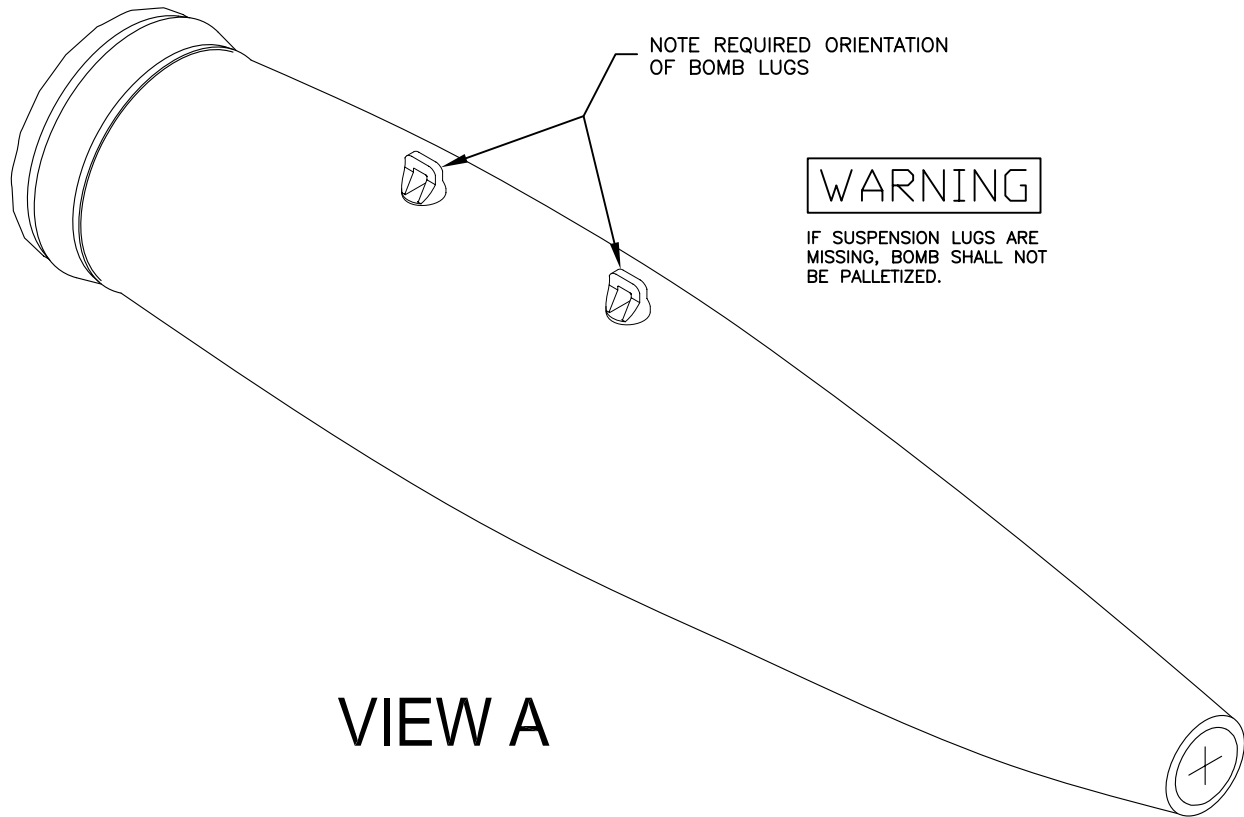 NOTE REQUIRED ORIENTATION
OF BOMB LUGS
WARNING
IF SUSPENSION LUGS ARE
MISSING, BOMB SHALL NOT
BE PALLETIZED.
VIEW A